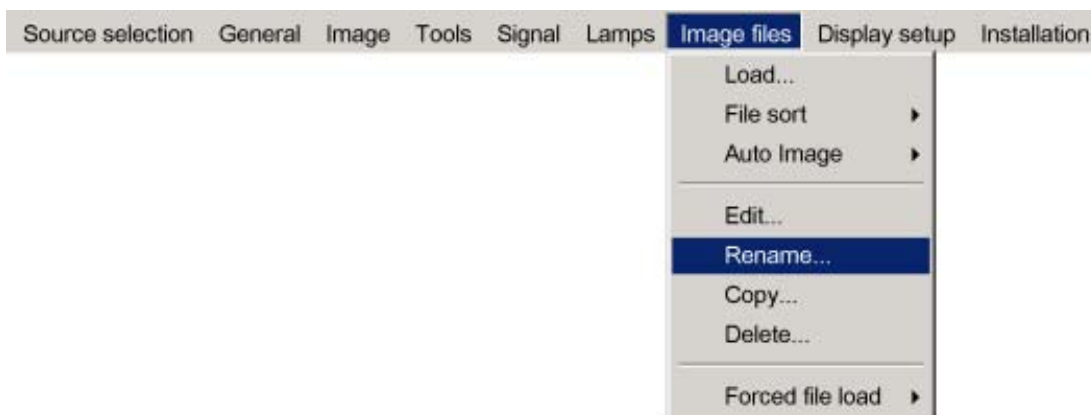 Source selection General Image Tools Signal Lamps Image files Display setup Installation
Load...
File sort
Auto Image
Edit...
Rename...
Copy...
Delete...
Forced file load